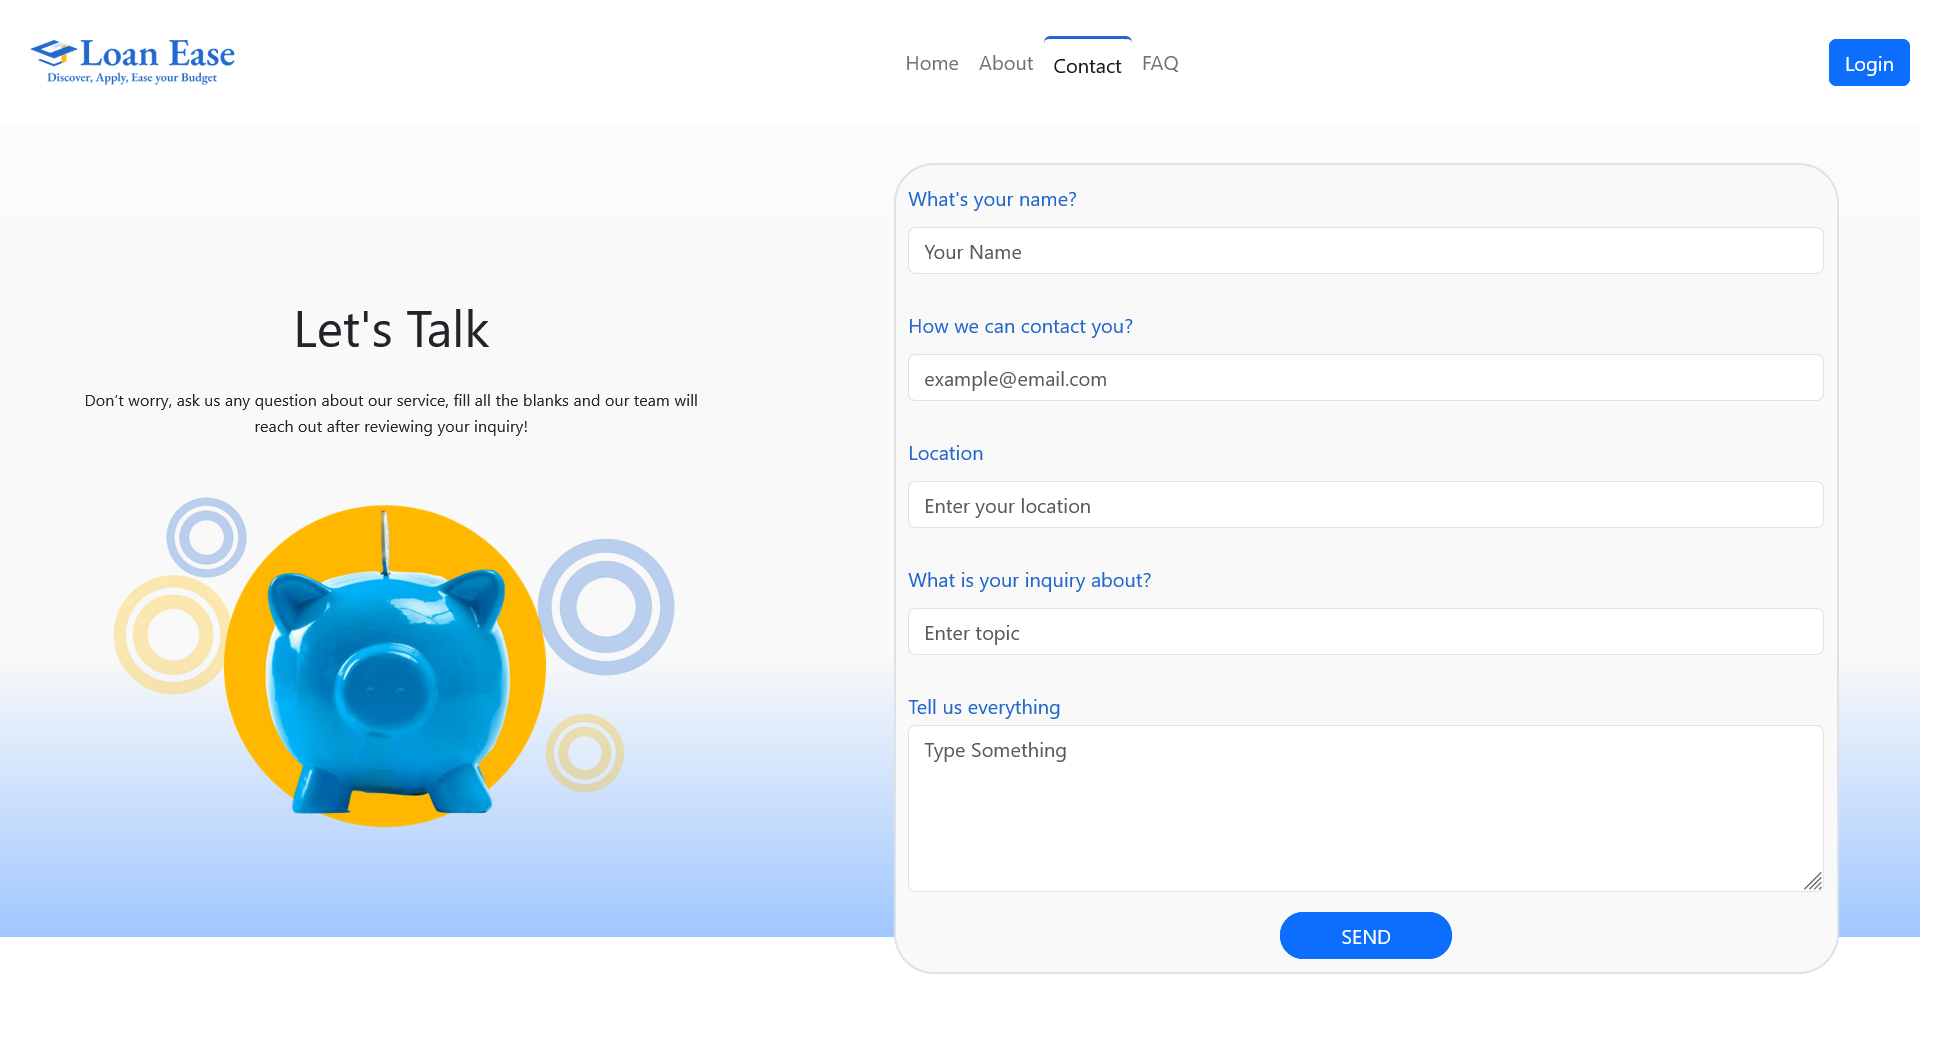 Loan Ease
Discover, Apply, Ease your Budget
Home
About
Contact
FAQ
Login
Let's Talk
Don’t worry, ask us any question about our service, fill all the blanks and our team will
reach out after reviewing your inquiry!
What's your name?
Your Name
How we can contact you?
example@email.com
Location
Enter your location
What is your inquiry about?
Enter topic
Tell us everything
Type Something
SEND